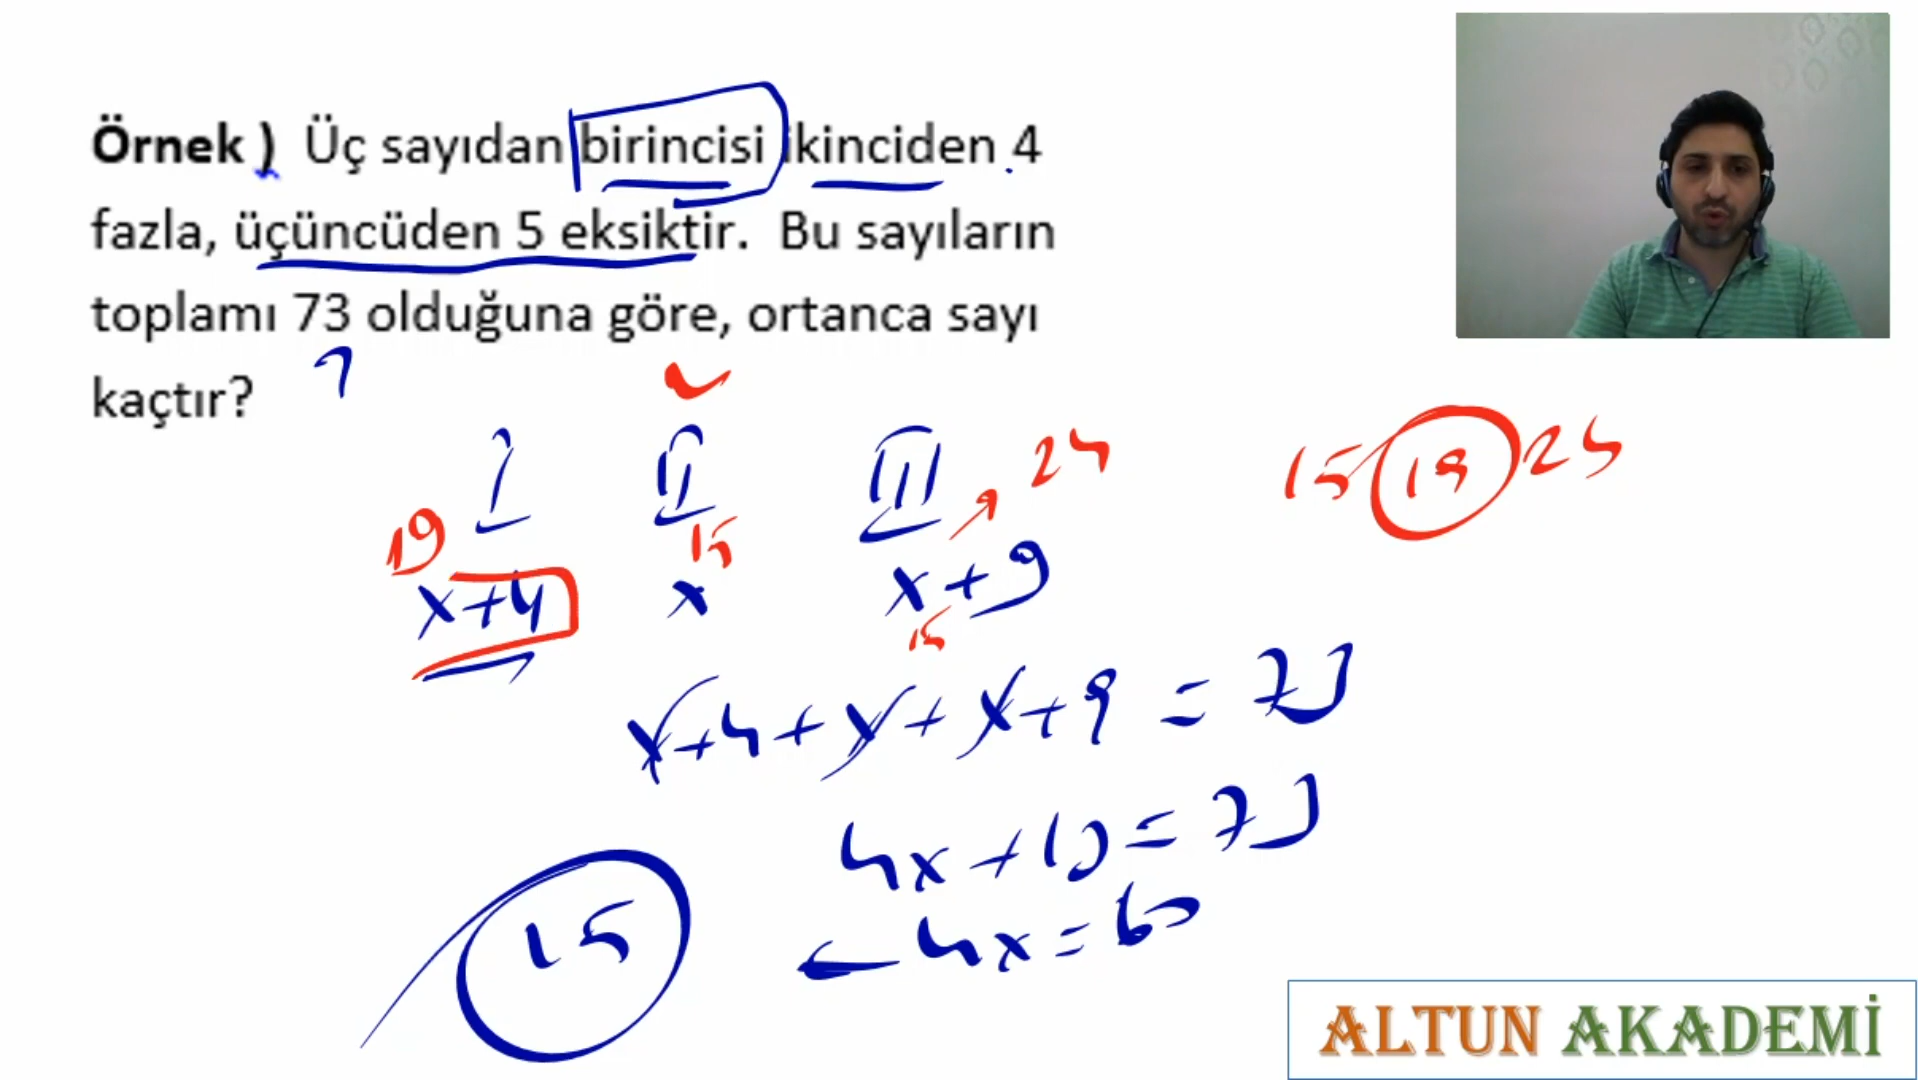 Örnek ) Üç sayıdan birincisi ikinciden 4
fazla, üçüncüden 5 eksiktir. Bu sayıların
toplamı 73 olduğuna göre, ortanca sayı
kaçtır?
I II III 24
19 15
x+4 x x+9
15
15 19 24
x+4+x+x+9 = 73
4x+13=73
4x=60
15
ALTUN AKADEMİ